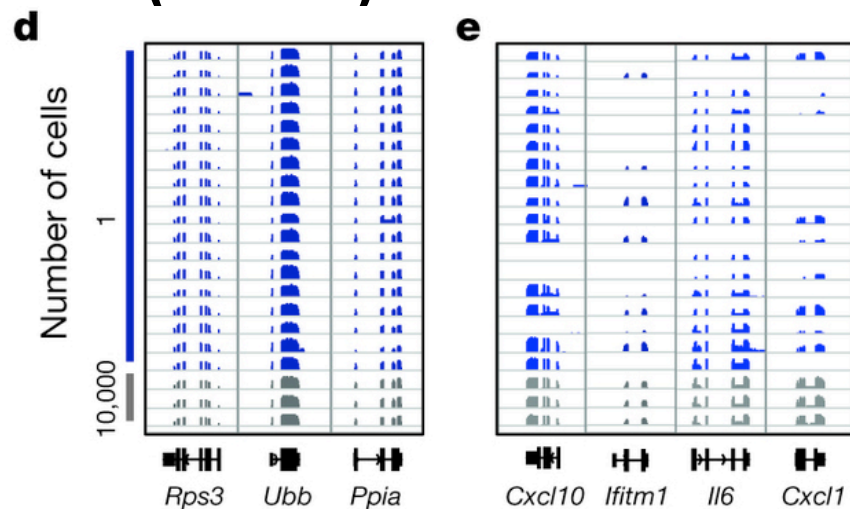 d
e
Number of cells
1
10,000
Rps3 Ubb Ppia
Cxcl10 Ifitm1 Il6 Cxcl1